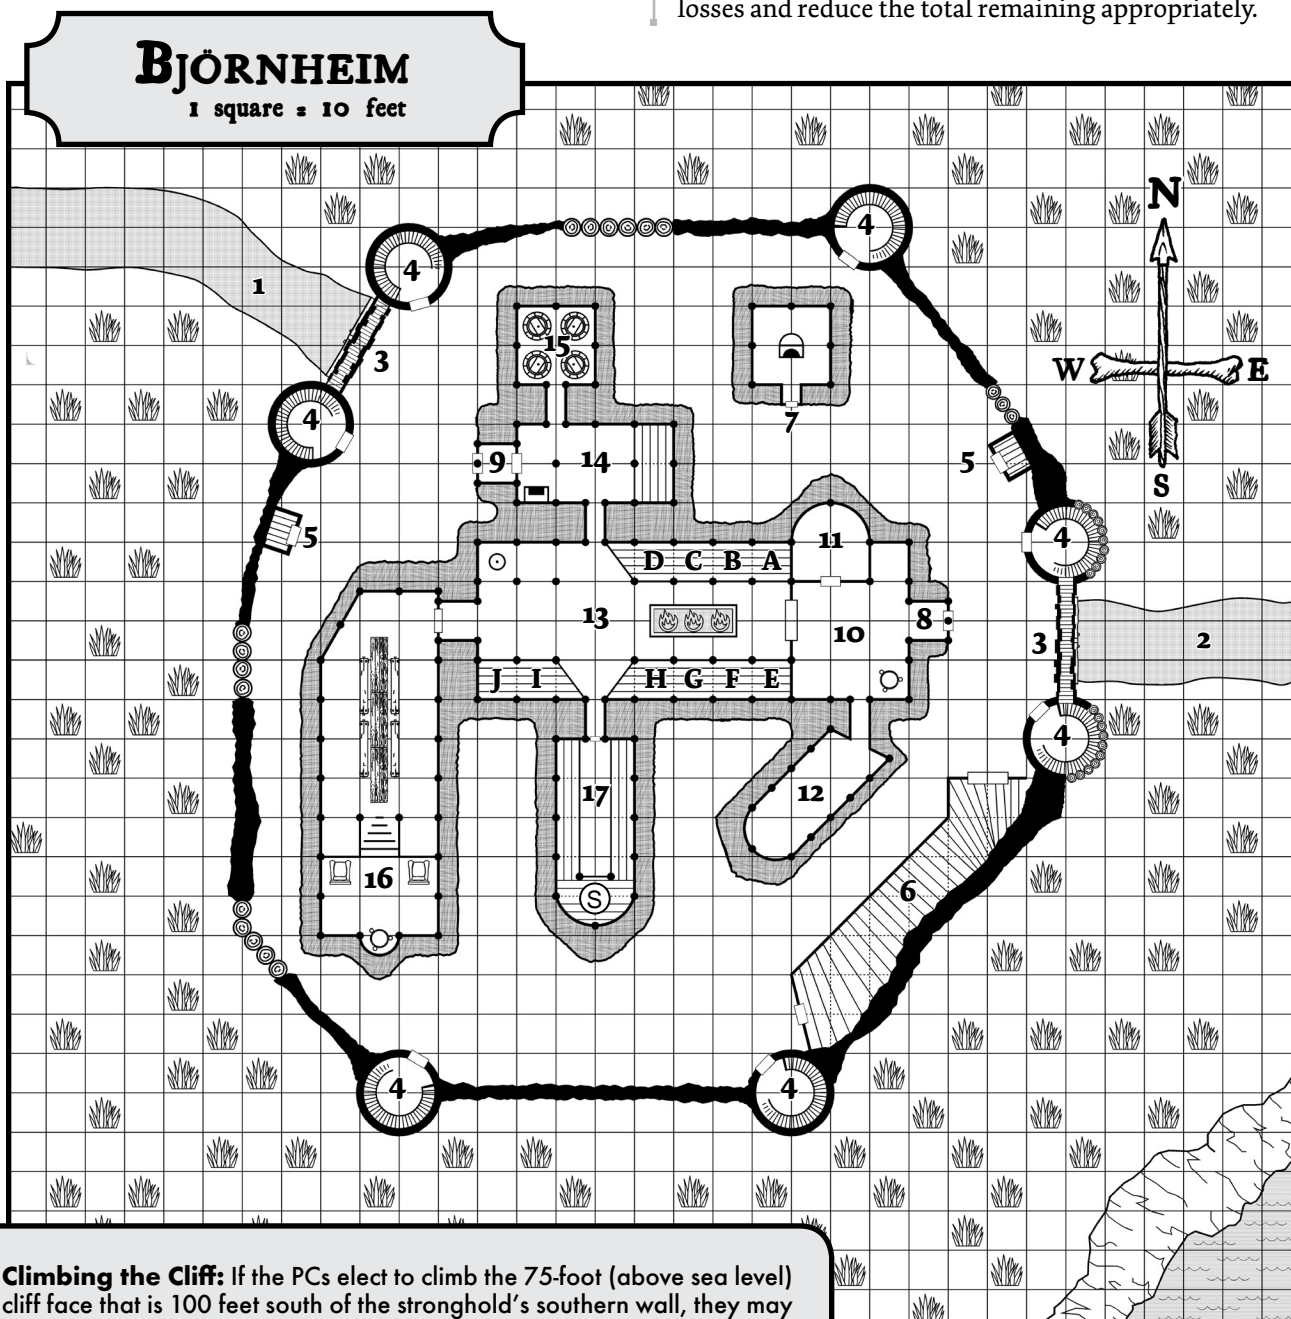 losses and reduce the total remaining appropriately.
BJÖRNHEIM
1 square = 10 feet
N
4
4
1
3
15
W E
7
4
5
9 14
S
5
4
11
D C B A
13
8
10
3
2
J I H G F E
4
17
12
16
6
S
4
4
Climbing the Cliff: If the PCs elect to climb the 75-foot (above sea level)
cliff face that is 100 feet south of the stronghold's southern wall, they may